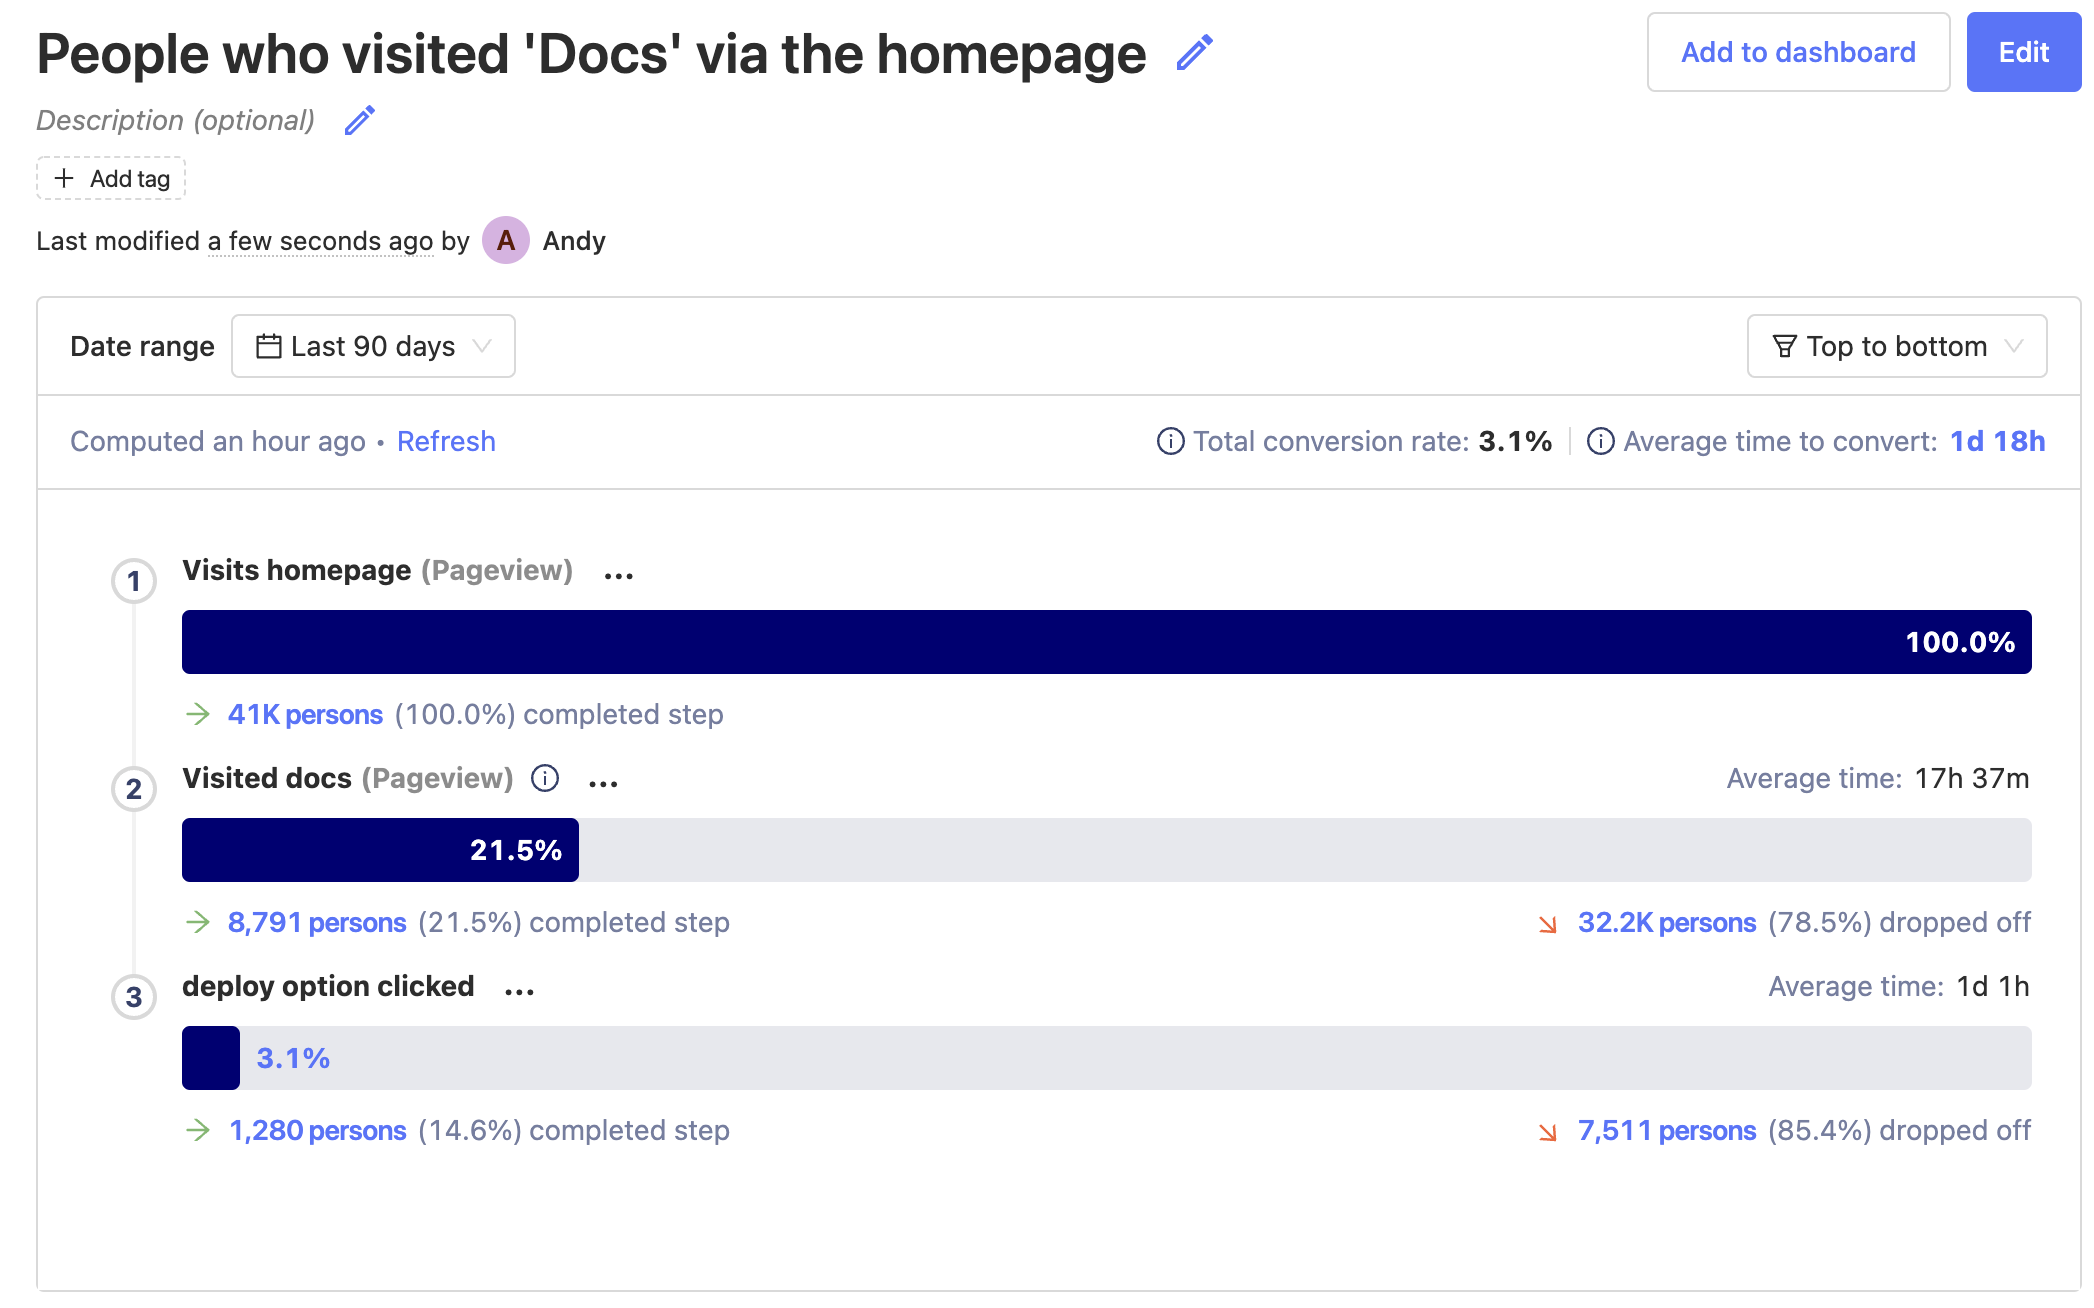 People who visited 'Docs' via the homepage
Add to dashboard
Edit
Description (optional)
+ Add tag
Last modified a few seconds ago by A Andy
Date range Last 90 days
Top to bottom
Computed an hour ago • Refresh
Total conversion rate: 3.1%
Average time to convert: 1d 18h
1 Visits homepage (Pageview) ...
100.0%
41K persons (100.0%) completed step
2 Visited docs (Pageview) ...
Average time: 17h 37m
21.5%
8,791 persons (21.5%) completed step
32.2K persons (78.5%) dropped off
3 deploy option clicked ...
Average time: 1d 1h
3.1%
1,280 persons (14.6%) completed step
7,511 persons (85.4%) dropped off